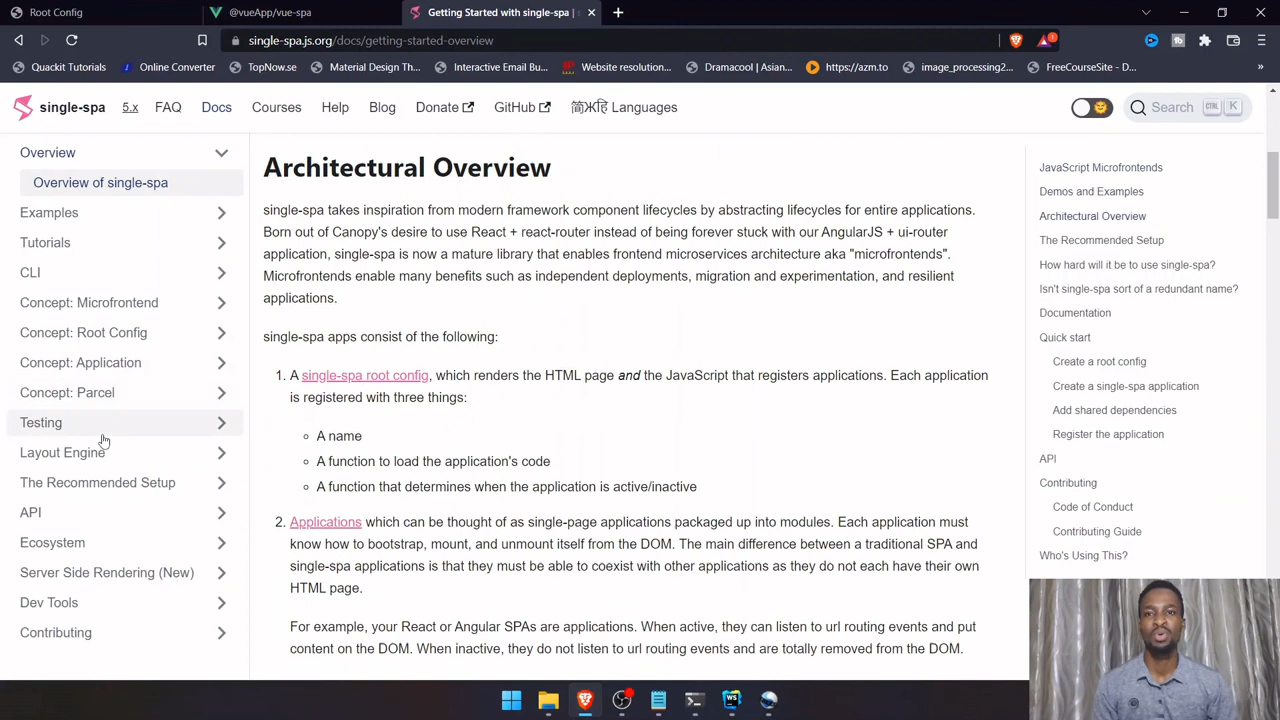 Root Config
@vueApp/vue-spa
Getting Started with single-spa |
single-spa.js.org/docs/getting-started-overview
Quackit Tutorials
Online Converter
TopNow.se
Material Design Th...
Interactive Email Bu...
Website resolution...
Dramacool | Asian...
https://azm.to
image_processing2...
FreeCourseSite - D...
single-spa
5.x
FAQ
Docs
Courses
Help
Blog
Donate
GitHub
Languages
Search
CTRL K
Overview
Overview of single-spa
Examples
Tutorials
CLI
Concept: Microfrontend
Concept: Root Config
Concept: Application
Concept: Parcel
Testing
Layout Engine
The Recommended Setup
API
Ecosystem
Server Side Rendering (New)
Dev Tools
Contributing
Architectural Overview
single-spa takes inspiration from modern framework component lifecycles by abstracting lifecycles for entire applications.
Born out of Canopy's desire to use React + react-router instead of being forever stuck with our AngularJS + ui-router
application, single-spa is now a mature library that enables frontend microservices architecture aka "microfrontends".
Microfrontends enable many benefits such as independent deployments, migration and experimentation, and resilient
applications.
single-spa apps consist of the following:
1. A single-spa root config, which renders the HTML page and the JavaScript that registers applications. Each application
is registered with three things:
A name
A function to load the application's code
A function that determines when the application is active/inactive
2. Applications which can be thought of as single-page applications packaged up into modules. Each application must
know how to bootstrap, mount, and unmount itself from the DOM. The main difference between a traditional SPA and
single-spa applications is that they must be able to coexist with other applications as they do not each have their own
HTML page.
For example, your React or Angular SPAs are applications. When active, they can listen to url routing events and put
content on the DOM. When inactive, they do not listen to url routing events and are totally removed from the DOM.
JavaScript Microfrontends
Demos and Examples
Architectural Overview
The Recommended Setup
How hard will it be to use single-spa?
Isn't single-spa sort of a redundant name?
Documentation
Quick start
Create a root config
Create a single-spa application
Add shared dependencies
Register the application
API
Contributing
Code of Conduct
Contributing Guide
Who's Using This?